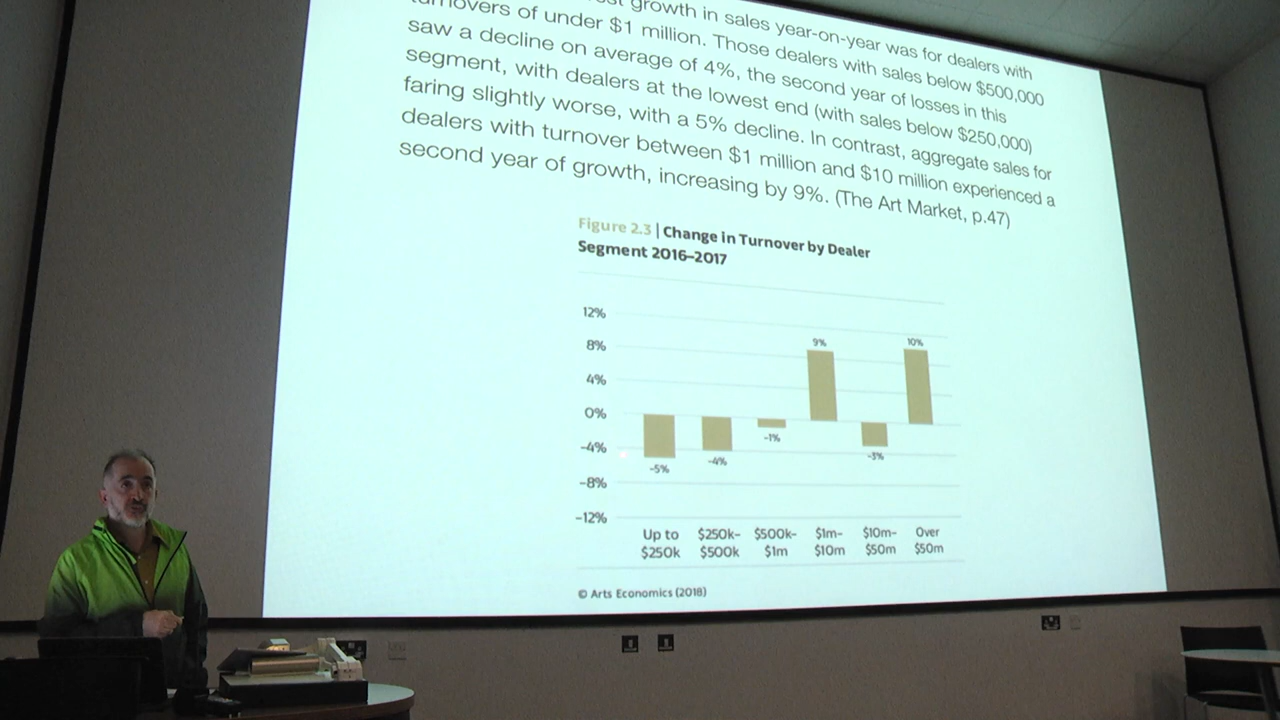 growth in sales year-on-year was for dealers with
turnovers of under $1 million. Those dealers with sales below $500,000
saw a decline on average of 4%, the second year of losses in this
segment, with dealers at the lowest end (with sales below $250,000)
faring slightly worse, with a 5% decline. In contrast, aggregate sales for
dealers with turnover between $1 million and $10 million experienced a
second year of growth, increasing by 9%. (The Art Market, p.47)
Figure 2.3 | Change in Turnover by Dealer
Segment 2016–2017
12%
8%
4%
0%
-4%
-8%
-12%
-5%
-4%
-1%
9%
-3%
10%
Up to
$250k
$250k–
$500k
$500k–
$1m
$1m–
$10m
$10m–
$50m
Over
$50m
© Arts Economics (2018)